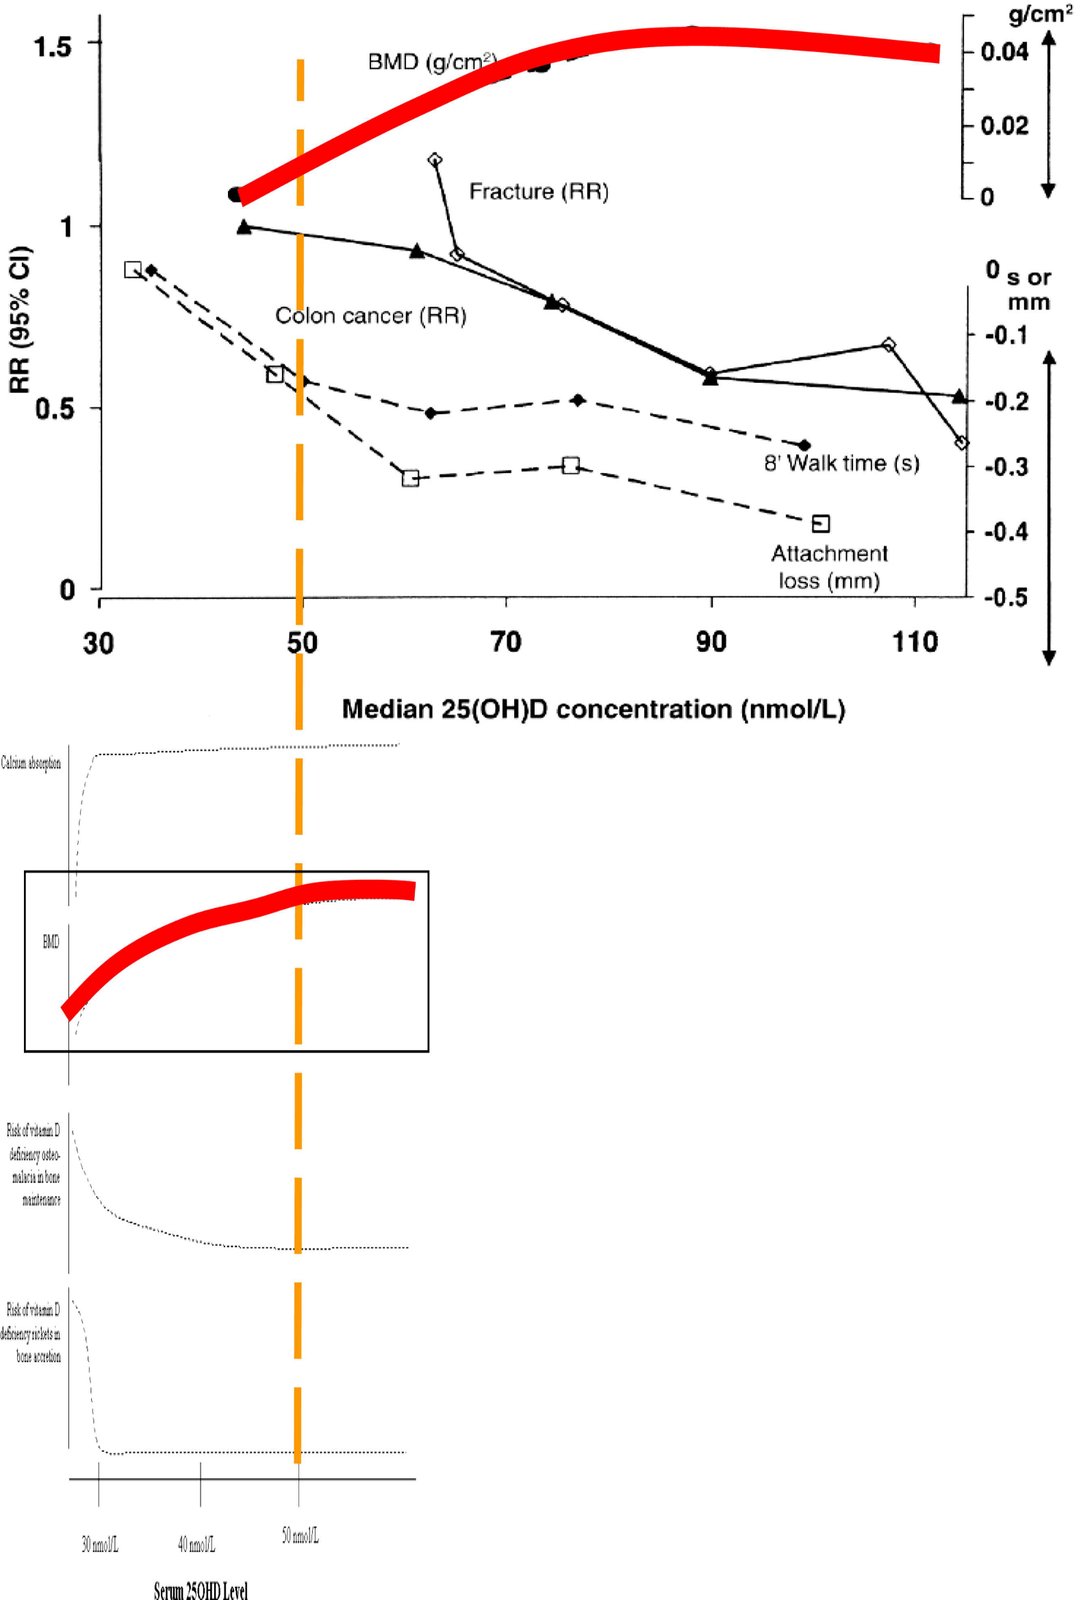 g/cm²
1.5
BMD (g/cm²)
0.04
0.02
Fracture (RR)
0
1
RR (95% CI)
0 s or
mm
Colon cancer (RR)
-0.1
0.5
-0.2
8' Walk time (s)
-0.3
-0.4
Attachment
loss (mm)
0
-0.5
30 50 70 90 110
Median 25(OH)D concentration (nmol/L)
Calcium absorption
BMD
Risk of vitamin D
deficiency osteo-
malacia in bone
maintenance
Risk of vitamin D
deficiency rickets in
bone accretion
30 nmol/L 40 nmol/L 50 nmol/L
Serum 25OHD Level